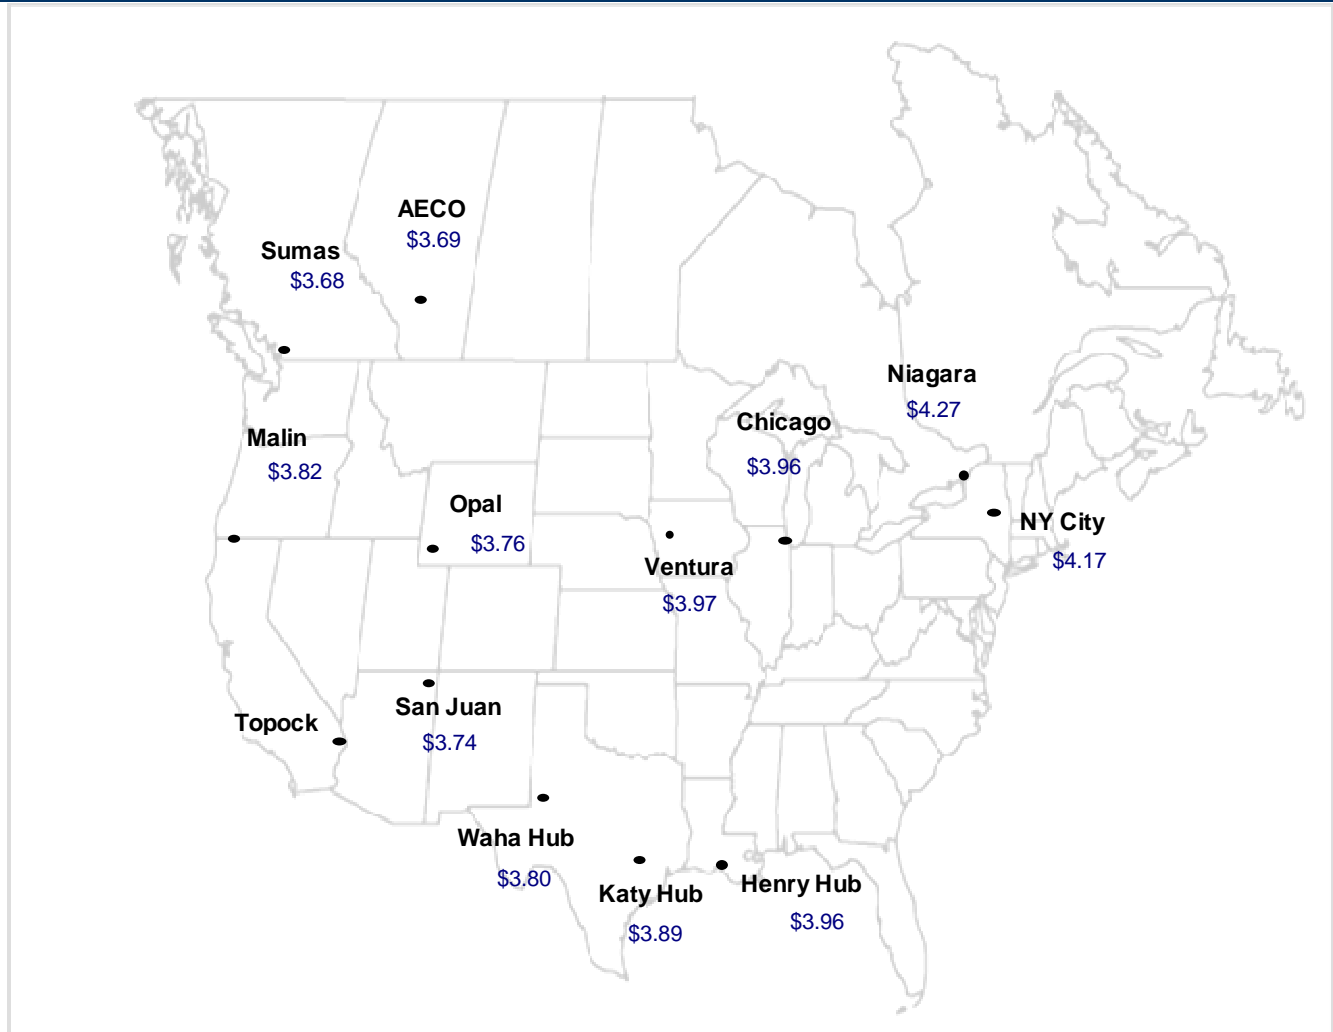 AECO
$3.69
Sumas
$3.68
Niagara
$4.27
Chicago
$3.96
Malin
$3.82
Opal
$3.76
NY City
$4.17
Ventura
$3.97
San Juan
$3.74
Topock
Waha Hub
$3.80
Katy Hub
$3.89
Henry Hub
$3.96